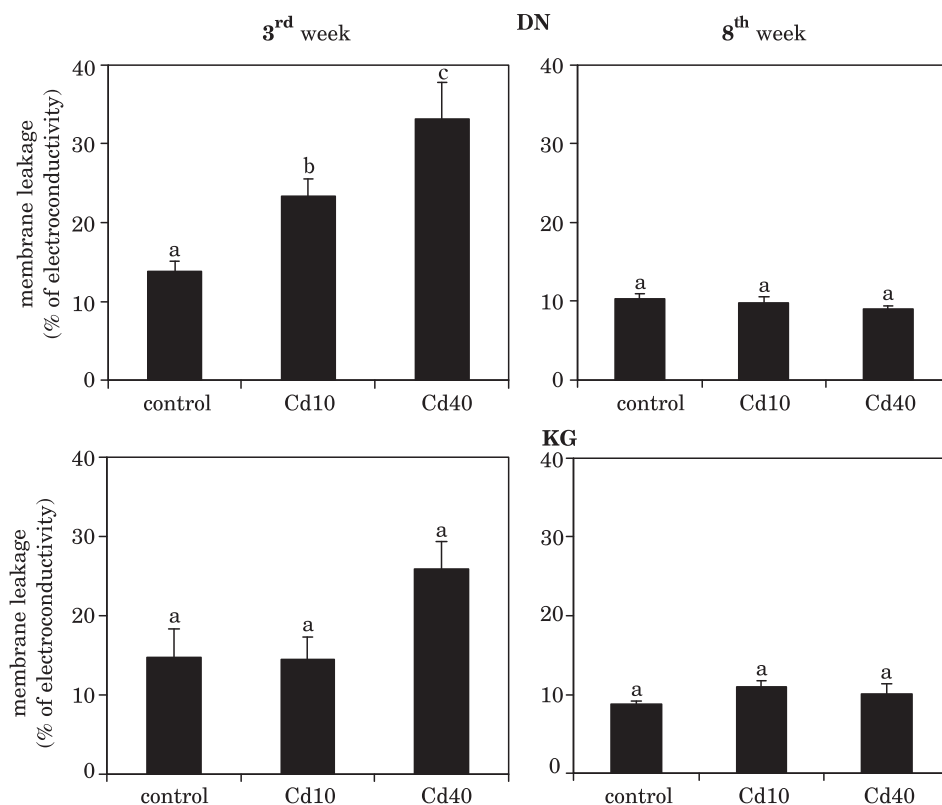 DN
3rd week
8th week
membrane leakage
(% of electroconductivity)
40
30
20
10
0
a
b
c
control Cd10 Cd40
40
30
20
10
0
a
a
a
control Cd10 Cd40
KG
membrane leakage
(% of electroconductivity)
40
30
20
10
0
a
a
a
control Cd10 Cd40
40
30
20
10
0
a
a
a
control Cd10 Cd40